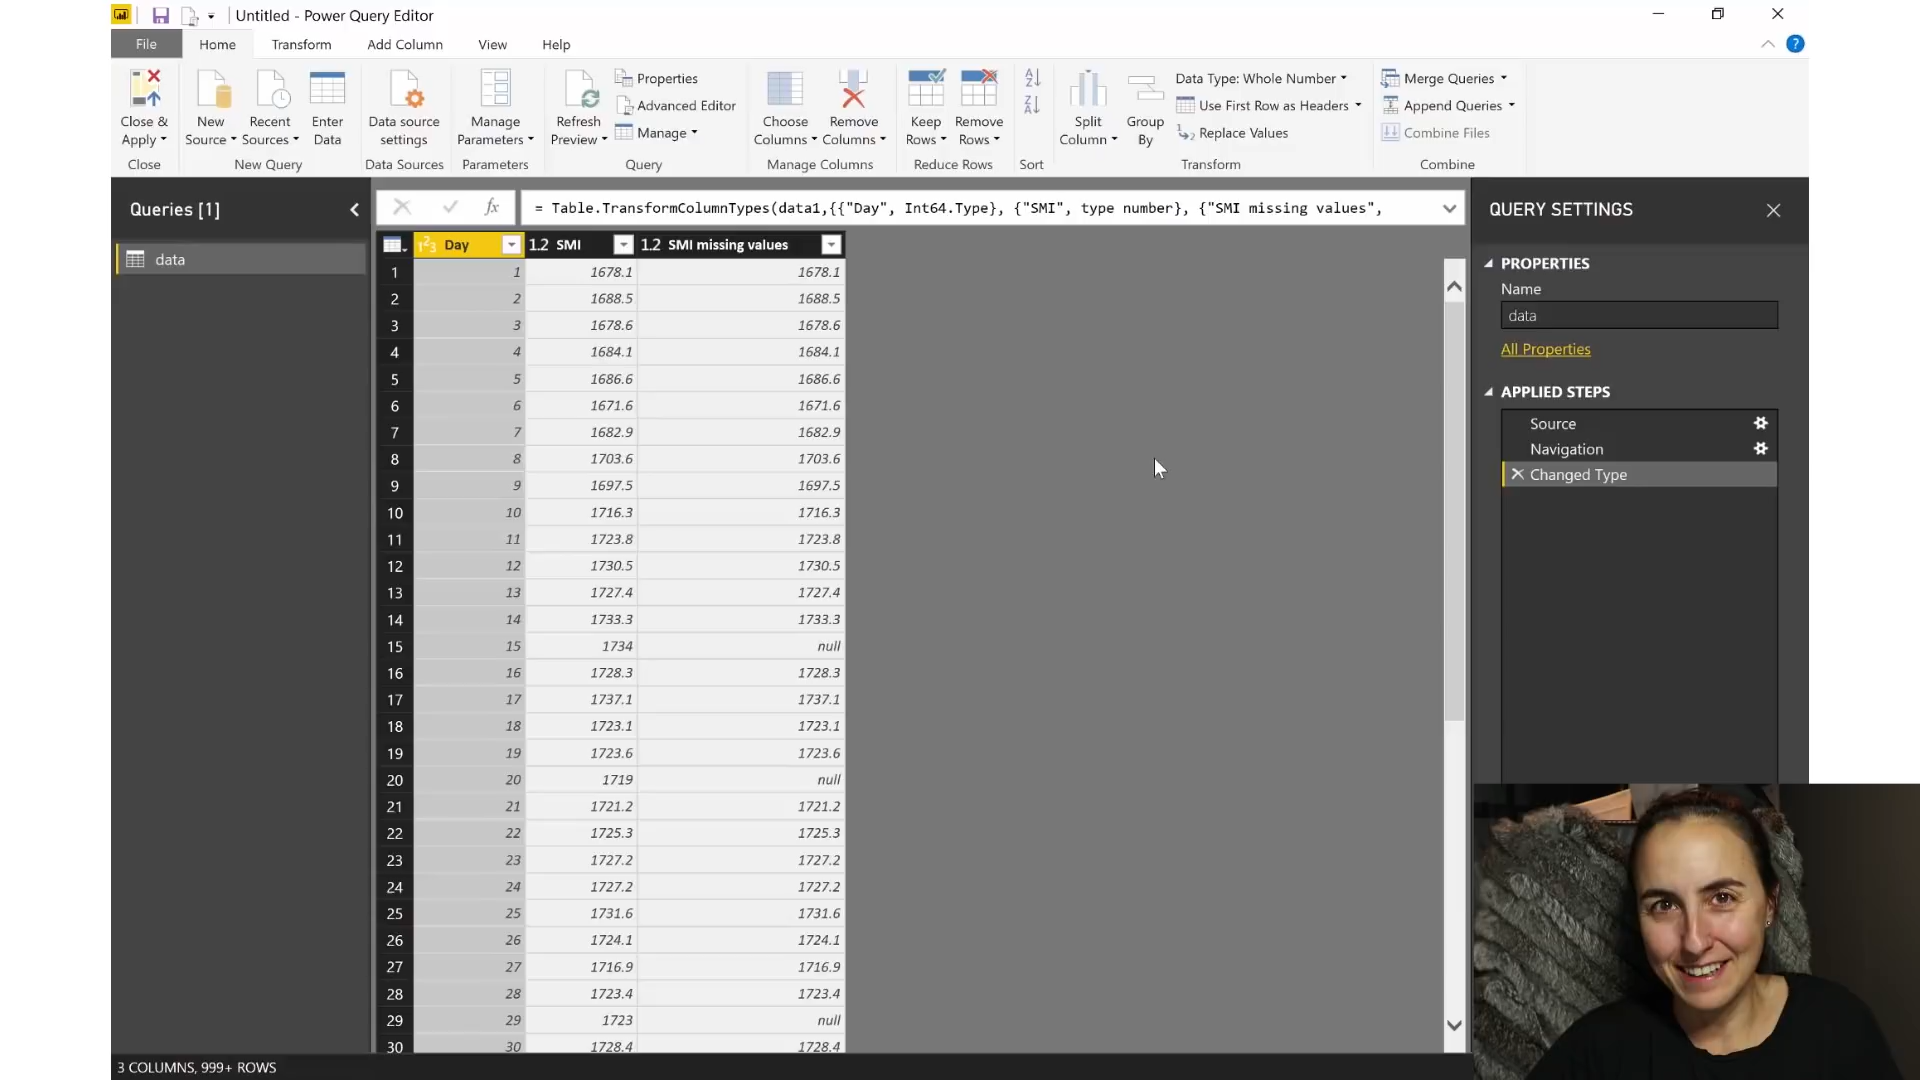 Untitled - Power Query Editor
File Home Transform Add Column View Help
Close & Apply
New Source
Recent Sources
Enter Data
Data source settings
Manage Parameters
Refresh Preview
Properties
Advanced Editor
Manage
Choose Columns
Remove Columns
Keep Rows
Remove Rows
Split Column
Group By
Data Type: Whole Number
Use First Row as Headers
Replace Values
Merge Queries
Append Queries
Combine Files
Close New Query Data Sources Parameters Query Manage Columns Reduce Rows Sort Transform Combine
Queries [1]
data
fx = Table.TransformColumnTypes(data1,{{"Day", Int64.Type}, {"SMI", type number}, {"SMI missing values",
123 Day 1.2 SMI 1.2 SMI missing values
1 1 1678.1 1678.1
2 2 1688.5 1688.5
3 3 1678.6 1678.6
4 4 1684.1 1684.1
5 5 1686.6 1686.6
6 6 1671.6 1671.6
7 7 1682.9 1682.9
8 8 1703.6 1703.6
9 9 1697.5 1697.5
10 10 1716.3 1716.3
11 11 1723.8 1723.8
12 12 1730.5 1730.5
13 13 1727.4 1727.4
14 14 1733.3 1733.3
15 15 1734 null
16 16 1728.3 1728.3
17 17 1737.1 1737.1
18 18 1723.1 1723.1
19 19 1723.6 1723.6
20 20 1719 null
21 21 1721.2 1721.2
22 22 1725.3 1725.3
23 23 1727.2 1727.2
24 24 1727.2 1727.2
25 25 1731.6 1731.6
26 26 1724.1 1724.1
27 27 1716.9 1716.9
28 28 1723.4 1723.4
29 29 1723 null
30 30 1728.4 1728.4
QUERY SETTINGS
PROPERTIES
Name
data
All Properties
APPLIED STEPS
Source
Navigation
Changed Type
3 COLUMNS, 999+ ROWS